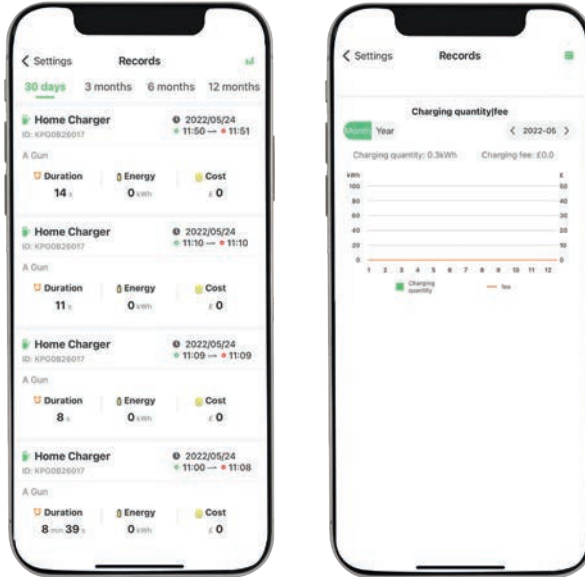 Settings Records
30 days 3 months 6 months 12 months
Home Charger 2022/05/24
ID: KPG0B26017 11:50 → 11:51
A Gun
Duration Energy Cost
14 s 0 kWh £ 0
Home Charger 2022/05/24
ID: KPG0B26017 11:10 → 11:10
A Gun
Duration Energy Cost
11 s 0 kWh £ 0
Home Charger 2022/05/24
ID: KPG0B26017 11:09 → 11:09
A Gun
Duration Energy Cost
8 s 0 kWh £ 0
Home Charger 2022/05/24
ID: KPG0B26017 11:00 → 11:08
A Gun
Duration Energy Cost
8 min 39 s 0 kWh £ 0
Settings Records
Charging quantity|fee
Month Year < 2022-05 >
Charging quantity: 0.3kWh Charging fee: £0.0
kWh £
100 50
80 40
60 30
40 20
20 10
0 0
1 2 3 4 5 6 7 8 9 10 11 12
Charging
quantity
fee